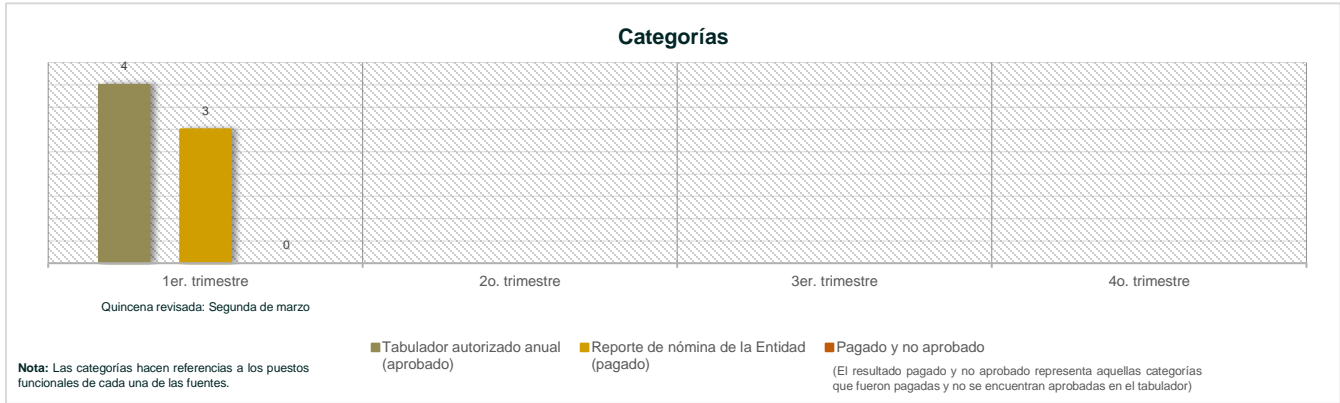 Categorías
4
3
0
1er. trimestre
2o. trimestre
3er. trimestre
4o. trimestre
Quincena revisada: Segunda de marzo
Tabulador autorizado anual
(aprobado)
Reporte de nómina de la Entidad
(pagado)
Pagado y no aprobado
(El resultado pagado y no aprobado representa aquellas categorías
que fueron pagadas y no se encuentran aprobadas en el tabulador)
Nota: Las categorías hacen referencias a los puestos
funcionales de cada una de las fuentes.